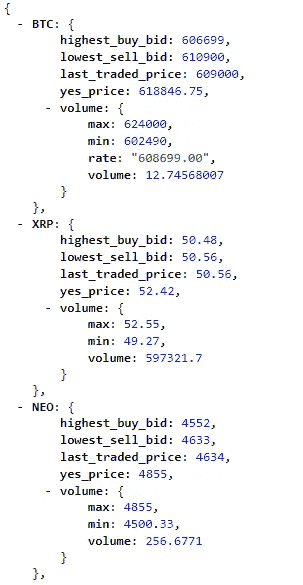 {
- BTC: {
highest_buy_bid: 606699,
lowest_sell_bid: 610900,
last_traded_price: 609000,
yes_price: 618846.75,
- volume: {
max: 624000,
min: 602490,
rate: "608699.00",
volume: 12.74568007
}
},
- XRP: {
highest_buy_bid: 50.48,
lowest_sell_bid: 50.56,
last_traded_price: 50.56,
yes_price: 52.42,
- volume: {
max: 52.55,
min: 49.27,
volume: 597321.7
}
},
- NEO: {
highest_buy_bid: 4552,
lowest_sell_bid: 4633,
last_traded_price: 4634,
yes_price: 4855,
- volume: {
max: 4855,
min: 4500.33,
volume: 256.6771
}
},